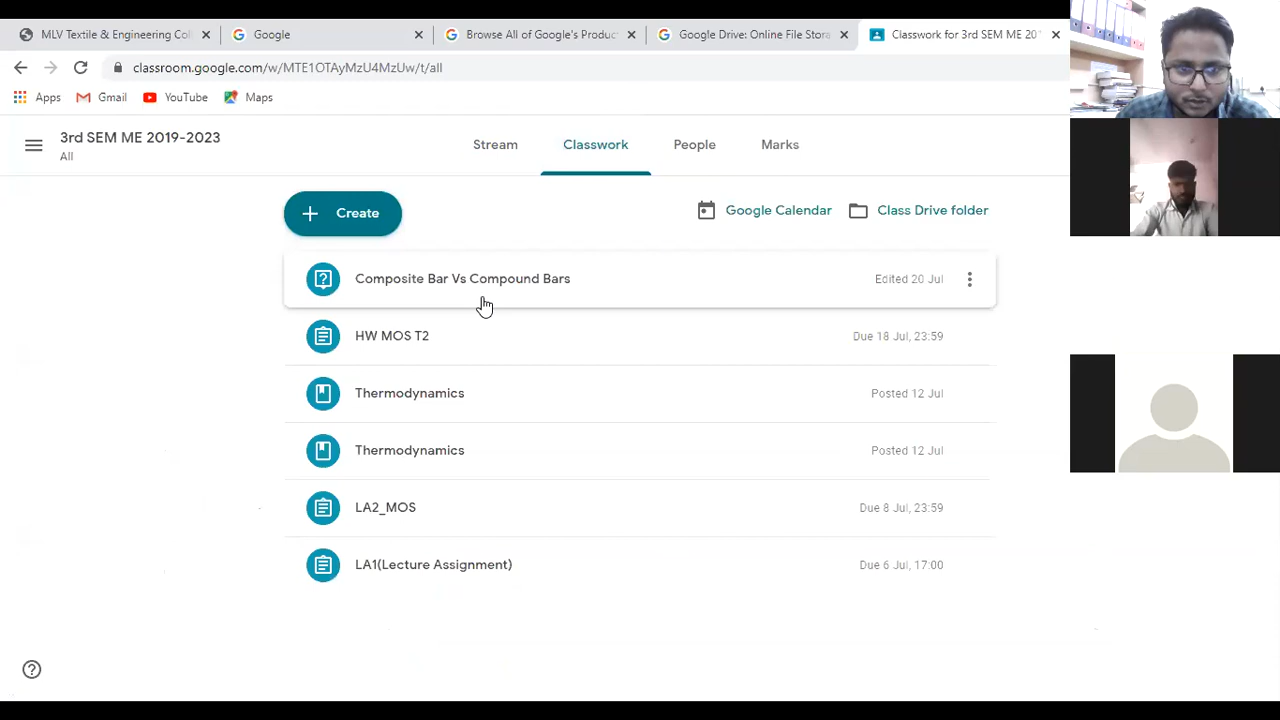 MLV Textile & Engineering Col
Google
Browse All of Google's Produc
Google Drive: Online File Stora
Classwork for 3rd SEM ME 20
classroom.google.com/w/MTE1OTAyMzU4MzUw/t/all
Apps
Gmail
YouTube
Maps
3rd SEM ME 2019-2023
All
Stream
Classwork
People
Marks
Create
Google Calendar
Class Drive folder
Composite Bar Vs Compound Bars
Edited 20 Jul
HW MOS T2
Due 18 Jul, 23:59
Thermodynamics
Posted 12 Jul
Thermodynamics
Posted 12 Jul
LA2_MOS
Due 8 Jul, 23:59
LA1(Lecture Assignment)
Due 6 Jul, 17:00